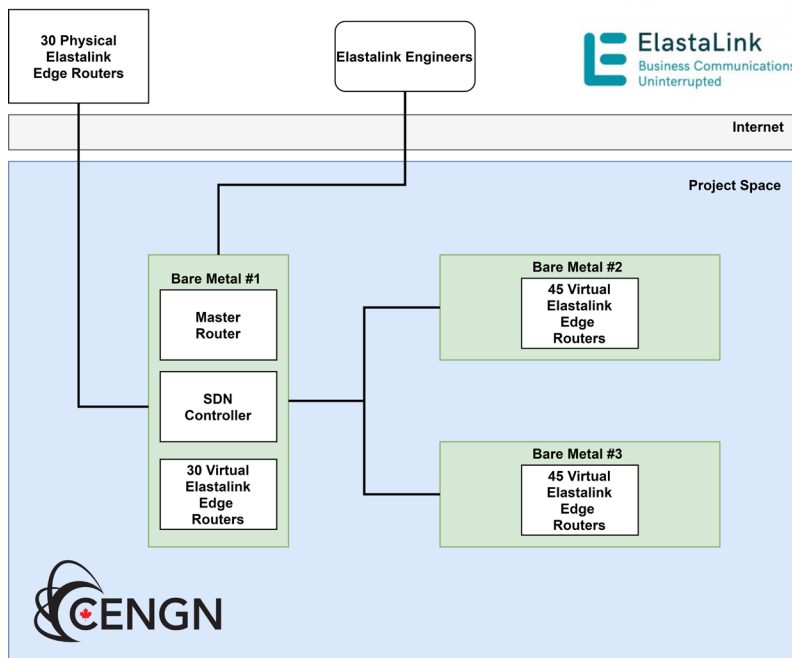 30 Physical
Elastalink
Edge Routers
Elastalink Engineers
ElastaLink
Business Communications
Uninterrupted
Internet
Project Space
Bare Metal #1
Master
Router
SDN
Controller
30 Virtual
Elastalink
Edge
Routers
Bare Metal #2
45 Virtual
Elastalink
Edge
Routers
Bare Metal #3
45 Virtual
Elastalink
Edge
Routers
CENGN